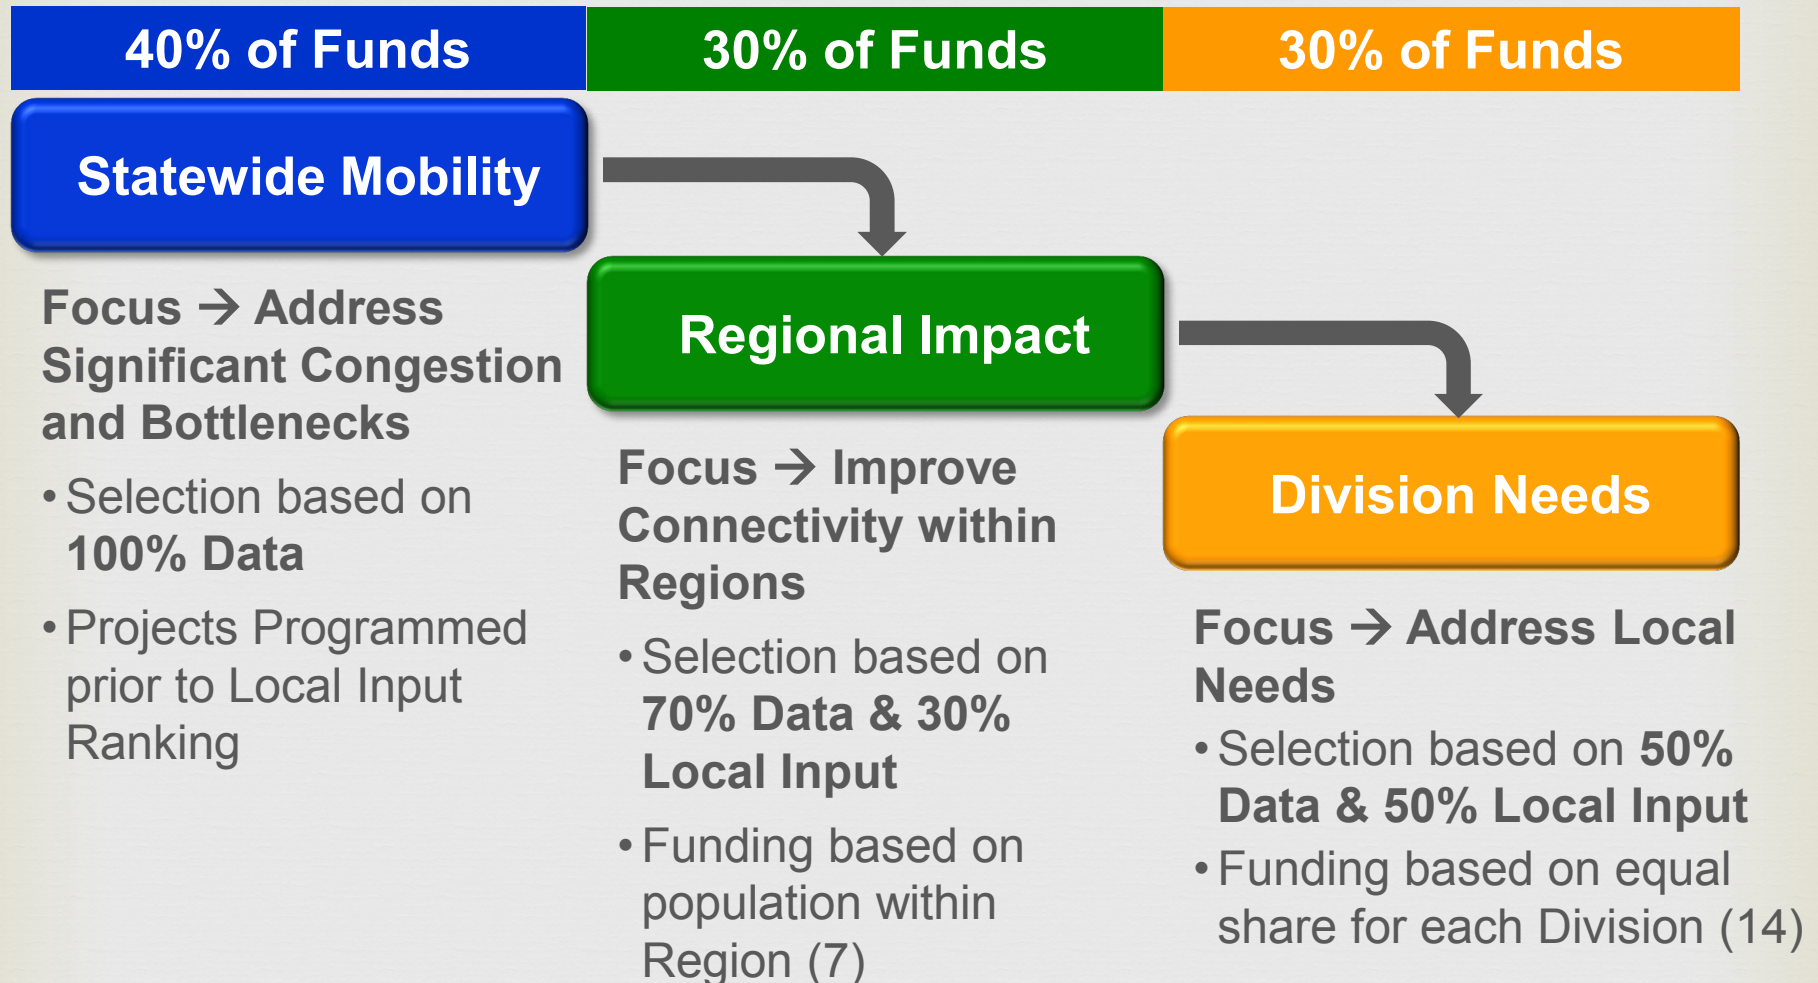 40% of Funds
30% of Funds
30% of Funds
Statewide Mobility
Focus → Address
Significant Congestion
and Bottlenecks
• Selection based on
100% Data
• Projects Programmed
prior to Local Input
Ranking
Regional Impact
Focus → Improve
Connectivity within
Regions
• Selection based on
70% Data & 30%
Local Input
• Funding based on
population within
Region (7)
Division Needs
Focus → Address Local
Needs
• Selection based on 50%
Data & 50% Local Input
• Funding based on equal
share for each Division (14)